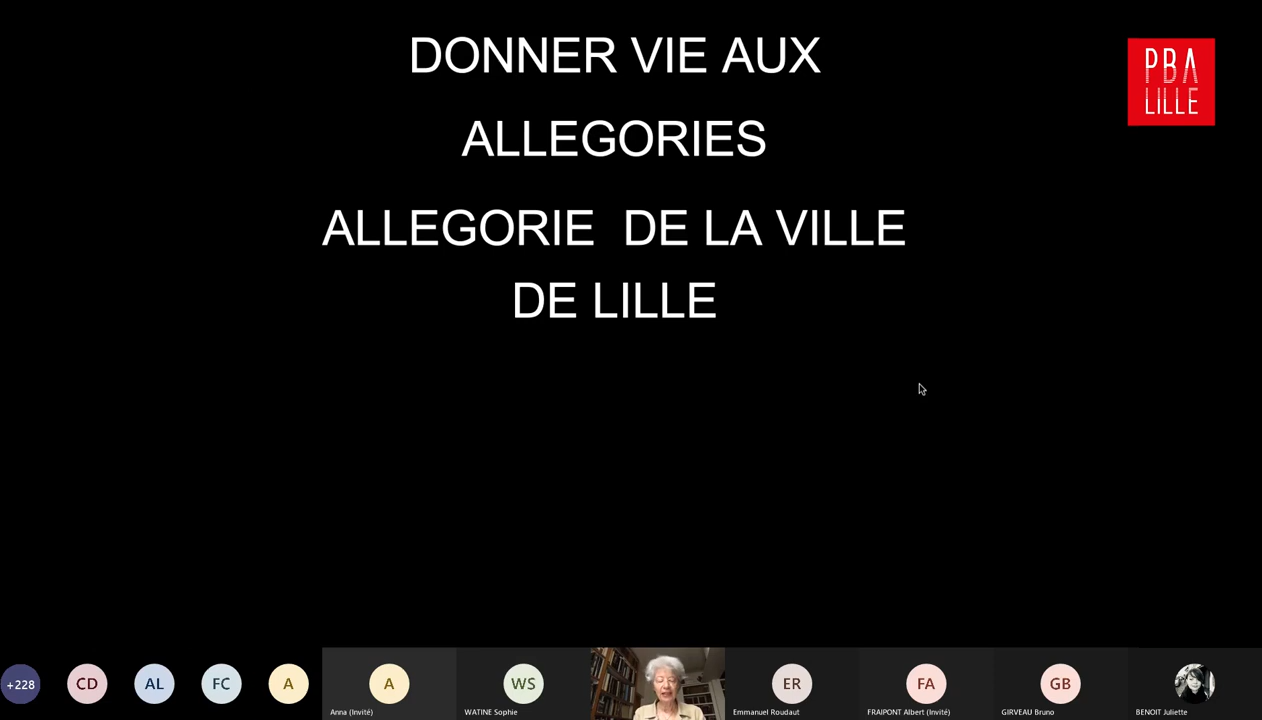 DONNER VIE AUX
ALLEGORIES
ALLEGORIE DE LA VILLE
DE LILLE
PBA
LILLE
+228
CD
AL
FC
A
A
Anna (Invité)
WS
WATINE Sophie
ER
Emmanuel Roudaut
FA
FRAIPONT Albert (Invité)
GB
GIRVEAU Bruno
BENOIT Juliette